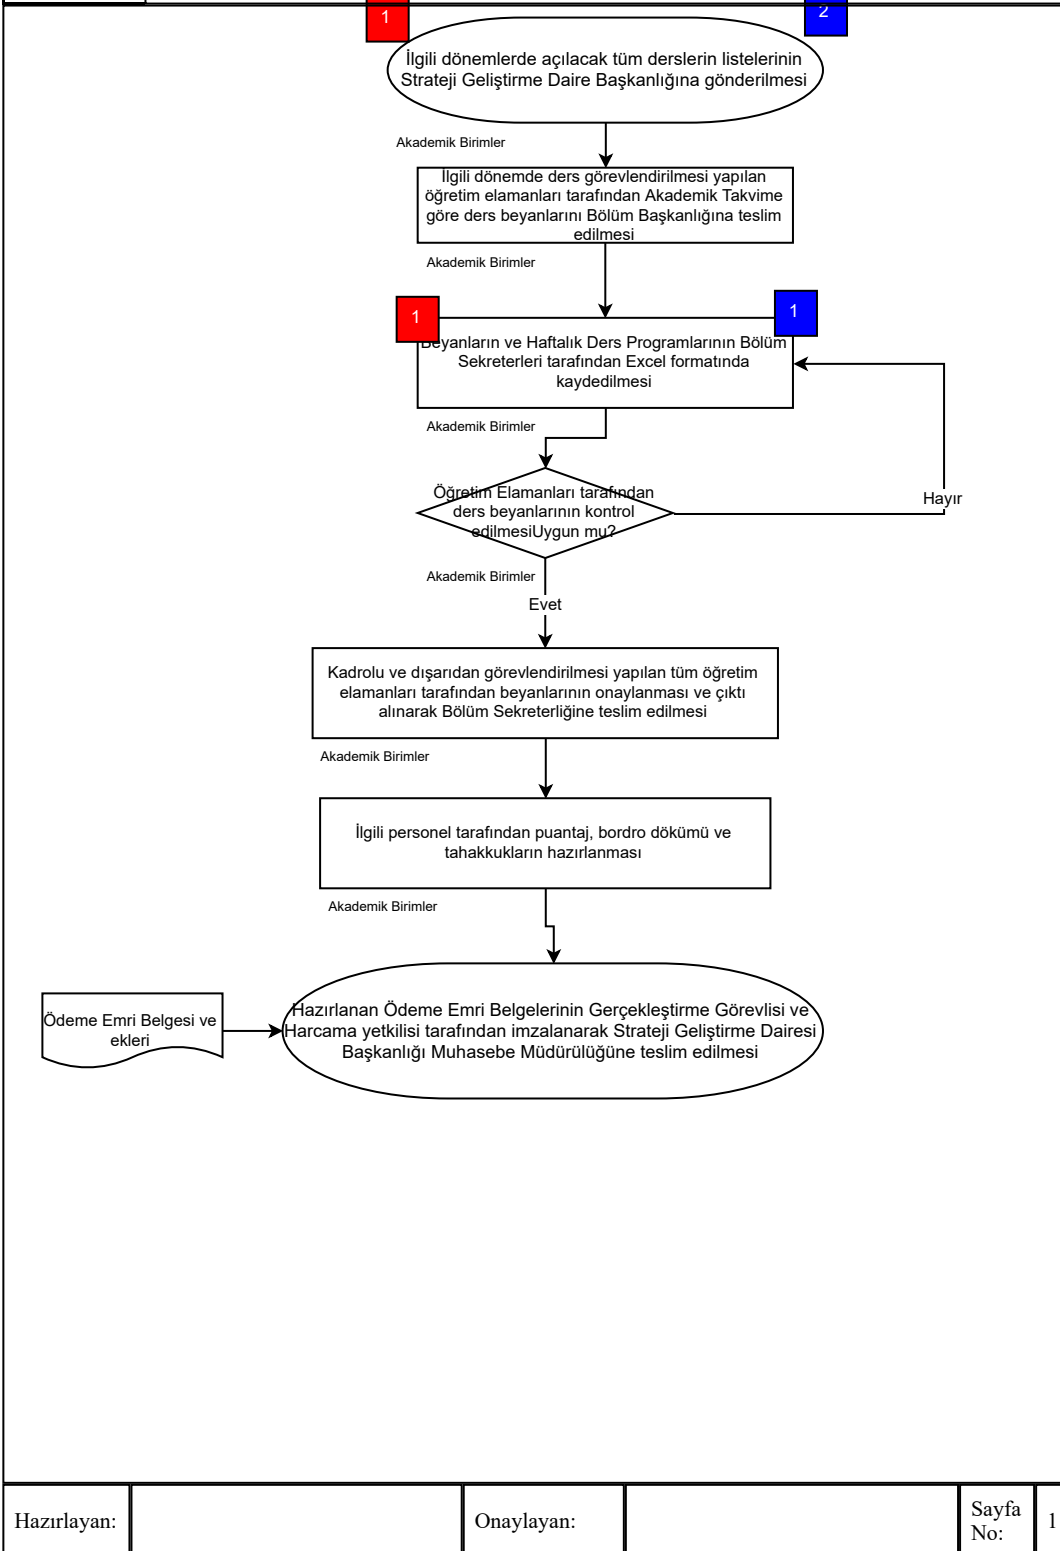 1
2
İlgili dönemlerde açılacak tüm derslerin listelerinin
Strateji Geliştirme Daire Başkanlığına gönderilmesi
Akademik Birimler
İlgili dönemde ders görevlendirilmesi yapılan
öğretim elamanları tarafından Akademik Takvime
göre ders beyanlarını Bölüm Başkanlığına teslim
edilmesi
Akademik Birimler
1
1
Beyanların ve Haftalık Ders Programlarının Bölüm
Sekreterleri tarafından Excel formatında
kaydedilmesi
Akademik Birimler
Öğretim Elamanları tarafından
ders beyanlarının kontrol
edilmesiUygun mu?
Hayır
Akademik Birimler
Evet
Kadrolu ve dışarıdan görevlendirilmesi yapılan tüm öğretim
elamanları tarafından beyanlarının onaylanması ve çıktı
alınarak Bölüm Sekreterliğine teslim edilmesi
Akademik Birimler
İlgili personel tarafından puantaj, bordro dökümü ve
tahakkukların hazırlanması
Akademik Birimler
Ödeme Emri Belgesi ve
ekleri
Hazırlanan Ödeme Emri Belgelerinin Gerçekleştirme Görevlisi ve
Harcama yetkilisi tarafından imzalanarak Strateji Geliştirme Dairesi
Başkanlığı Muhasebe Müdürülüğüne teslim edilmesi
Hazırlayan:
Onaylayan:
Sayfa
No:
1